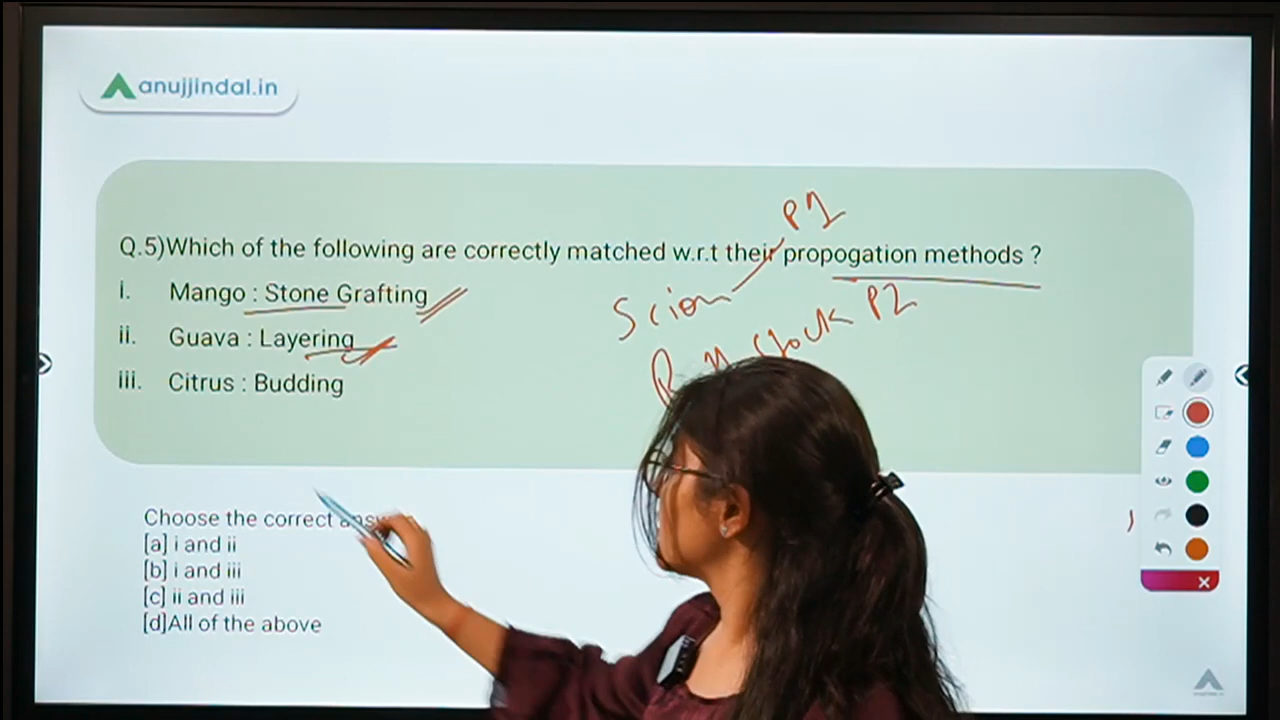 anujjindal.in
Q.5)Which of the following are correctly matched w.r.t their propogation methods ?
i. Mango : Stone Grafting
ii. Guava : Layering
iii. Citrus : Budding
P1
Scion
P2
Choose the correct
[a] i and ii
[b] i and iii
[c] ii and iii
[d]All of the above